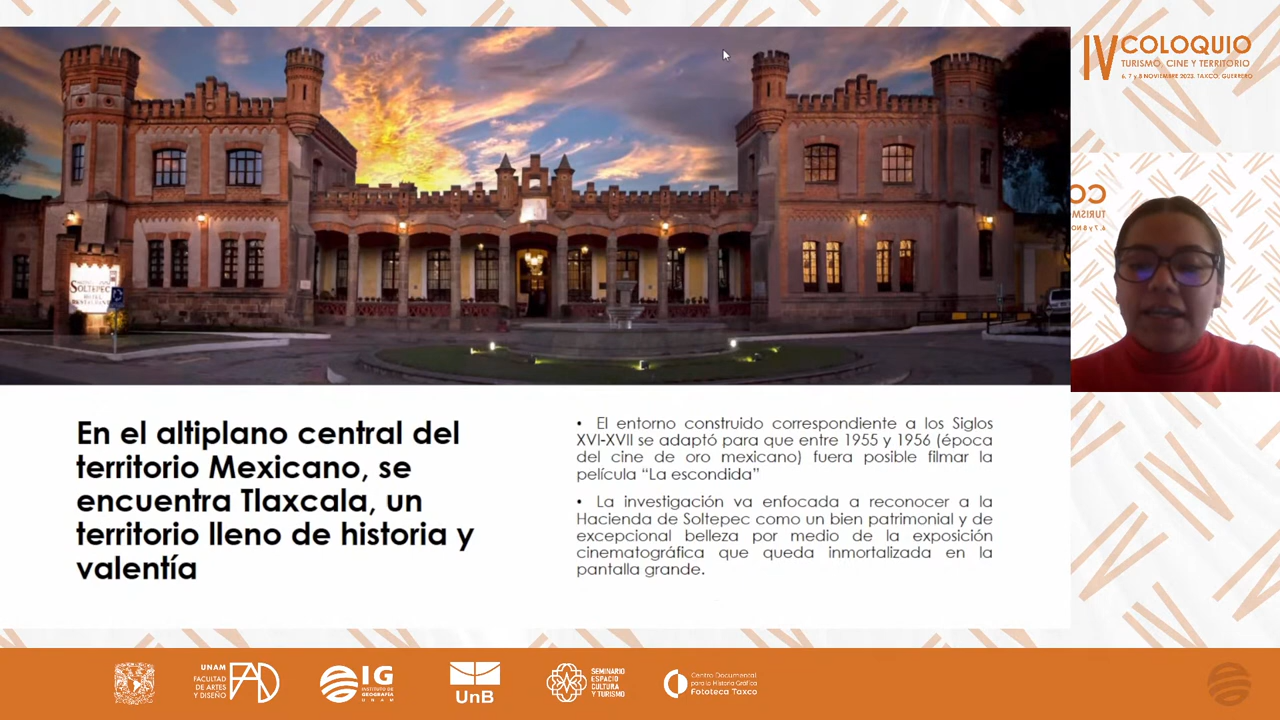 IV COLOQUIO
TURISMO, CINE Y TERRITORIO
6, 7 y 8 NOVIEMBRE 2023. TAXCO, GUERRERO
SOLTEPEC
En el altiplano central del
territorio Mexicano, se
encuentra Tlaxcala, un
territorio lleno de historia y
valentía
• El entorno construido correspondiente a los Siglos
XVI-XVII se adaptó para que entre 1955 y 1956 (época
del cine de oro mexicano) fuera posible filmar la
película “La escondida”
• La investigación va enfocada a reconocer a la
Hacienda de Soltepec como un bien patrimonial y de
excepcional belleza por medio de la exposición
cinematográfica que queda inmortalizada en la
pantalla grande.
UNAM
FACULTAD
DE ARTES
Y DISEÑO
FAD
IG
INSTITUTO DE
GEOGRAFÍA
UNAM
UnB
SEMINARIO
ESPACIO
CULTURA
Y TURISMO
Centro Documental
para la Historia Gráfica
Fototeca Taxco